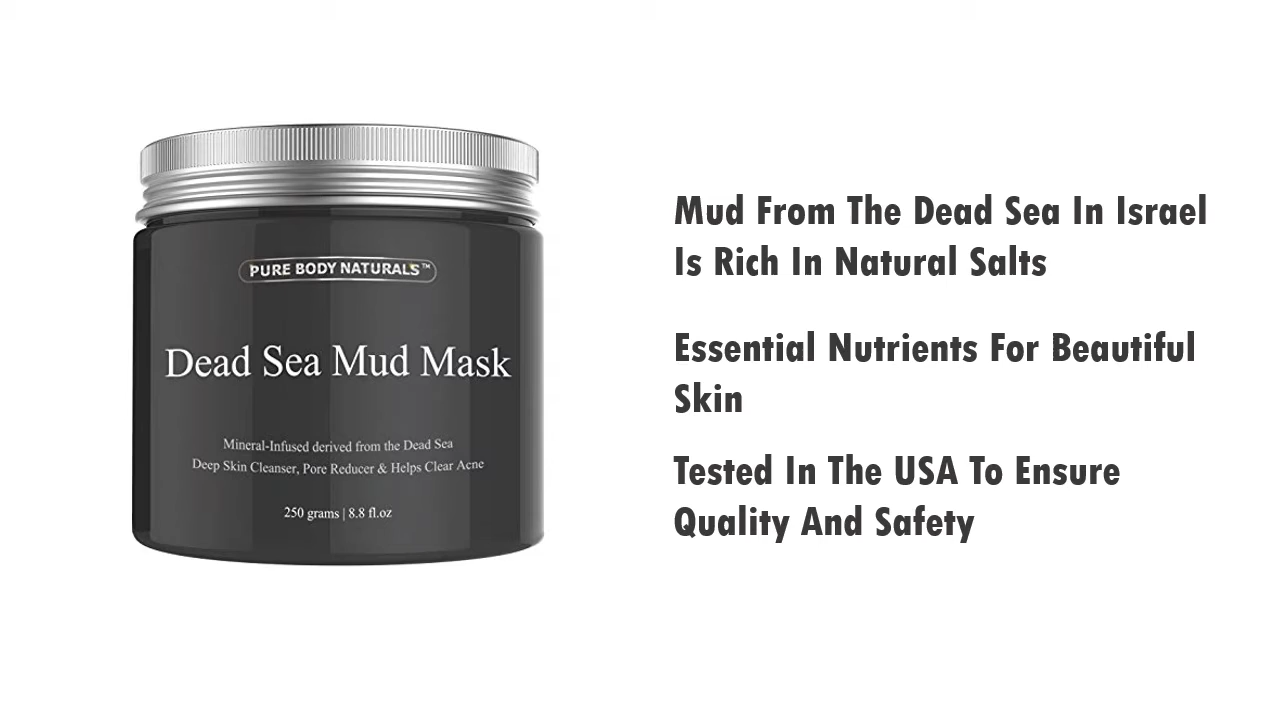 PURE BODY NATURALS™
Dead Sea Mud Mask
Mineral-Infused derived from the Dead Sea
Deep Skin Cleanser, Pore Reducer & Helps Clear Acne
250 grams | 8.8 fl.oz
Mud From The Dead Sea In Israel
Is Rich In Natural Salts
Essential Nutrients For Beautiful
Skin
Tested In The USA To Ensure
Quality And Safety